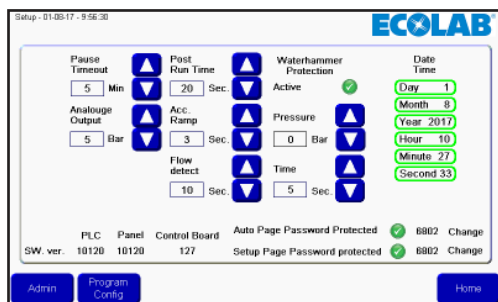 Setup - 01-08-17 - 9:56:30
ECOLAB®
Pause Timeout
5 Min
Post Run Time
20 Sec.
Waterhammer Protection
Active
Date Time
Day 1
Month 8
Year 2017
Hour 10
Minute 27
Second 33
Analouge Output
5 Bar
Acc. Ramp
3 Sec.
Pressure
0 Bar
Flow detect
10 Sec.
Time
5 Sec.
PLC Panel Control Board
SW. ver. 10120 10120 127
Auto Page Password Protected 6802 Change
Setup Page Password protected 6802 Change
Admin
Program Config
Home